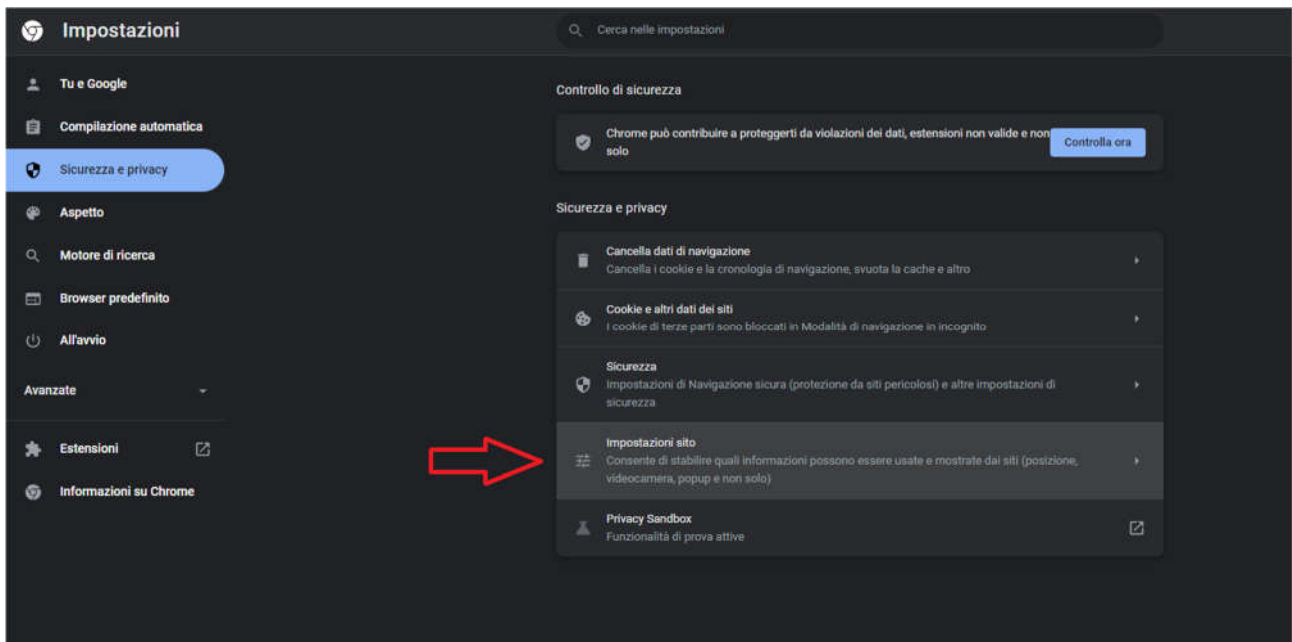 Impostazioni
Cerca nelle impostazioni
Tu e Google
Compilazione automatica
Sicurezza e privacy
Aspetto
Motore di ricerca
Browser predefinito
All'avvio
Avanzate
Estensioni
Informazioni su Chrome
Controllo di sicurezza
Chrome può contribuire a proteggerti da violazioni dei dati, estensioni non valide e non
solo
Controlla ora
Sicurezza e privacy
Cancella dati di navigazione
Cancella i cookie e la cronologia di navigazione, svuota la cache e altro
Cookie e altri dati dei siti
I cookie di terze parti sono bloccati in Modalità di navigazione in incognito
Sicurezza
Impostazioni di Navigazione sicura (protezione da siti pericolosi) e altre impostazioni di
sicurezza
Impostazioni sito
Consente di stabilire quali informazioni possono essere usate e mostrate dai siti (posizione,
videocamera, popup e non solo)
Privacy Sandbox
Funzionalità di prova attive